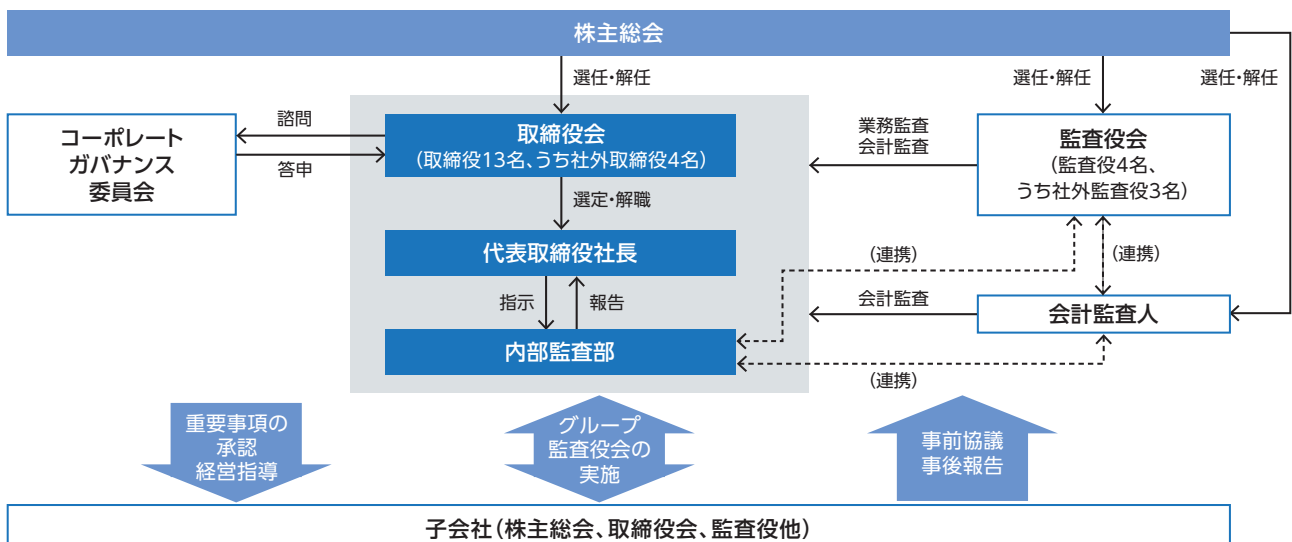 株主総会
選任・解任
選任・解任
選任・解任
コーポレート
ガバナンス
委員会
諮問
答申
取締役会
（取締役13名、うち社外取締役4名）
業務監査
会計監査
監査役会
（監査役4名、
うち社外監査役3名）
選定・解職
代表取締役社長
（連携）
（連携）
指示
報告
会計監査
会計監査人
内部監査部
（連携）
重要事項の
承認
経営指導
グループ
監査役会の
実施
事前協議
事後報告
子会社（株主総会、取締役会、監査役他）